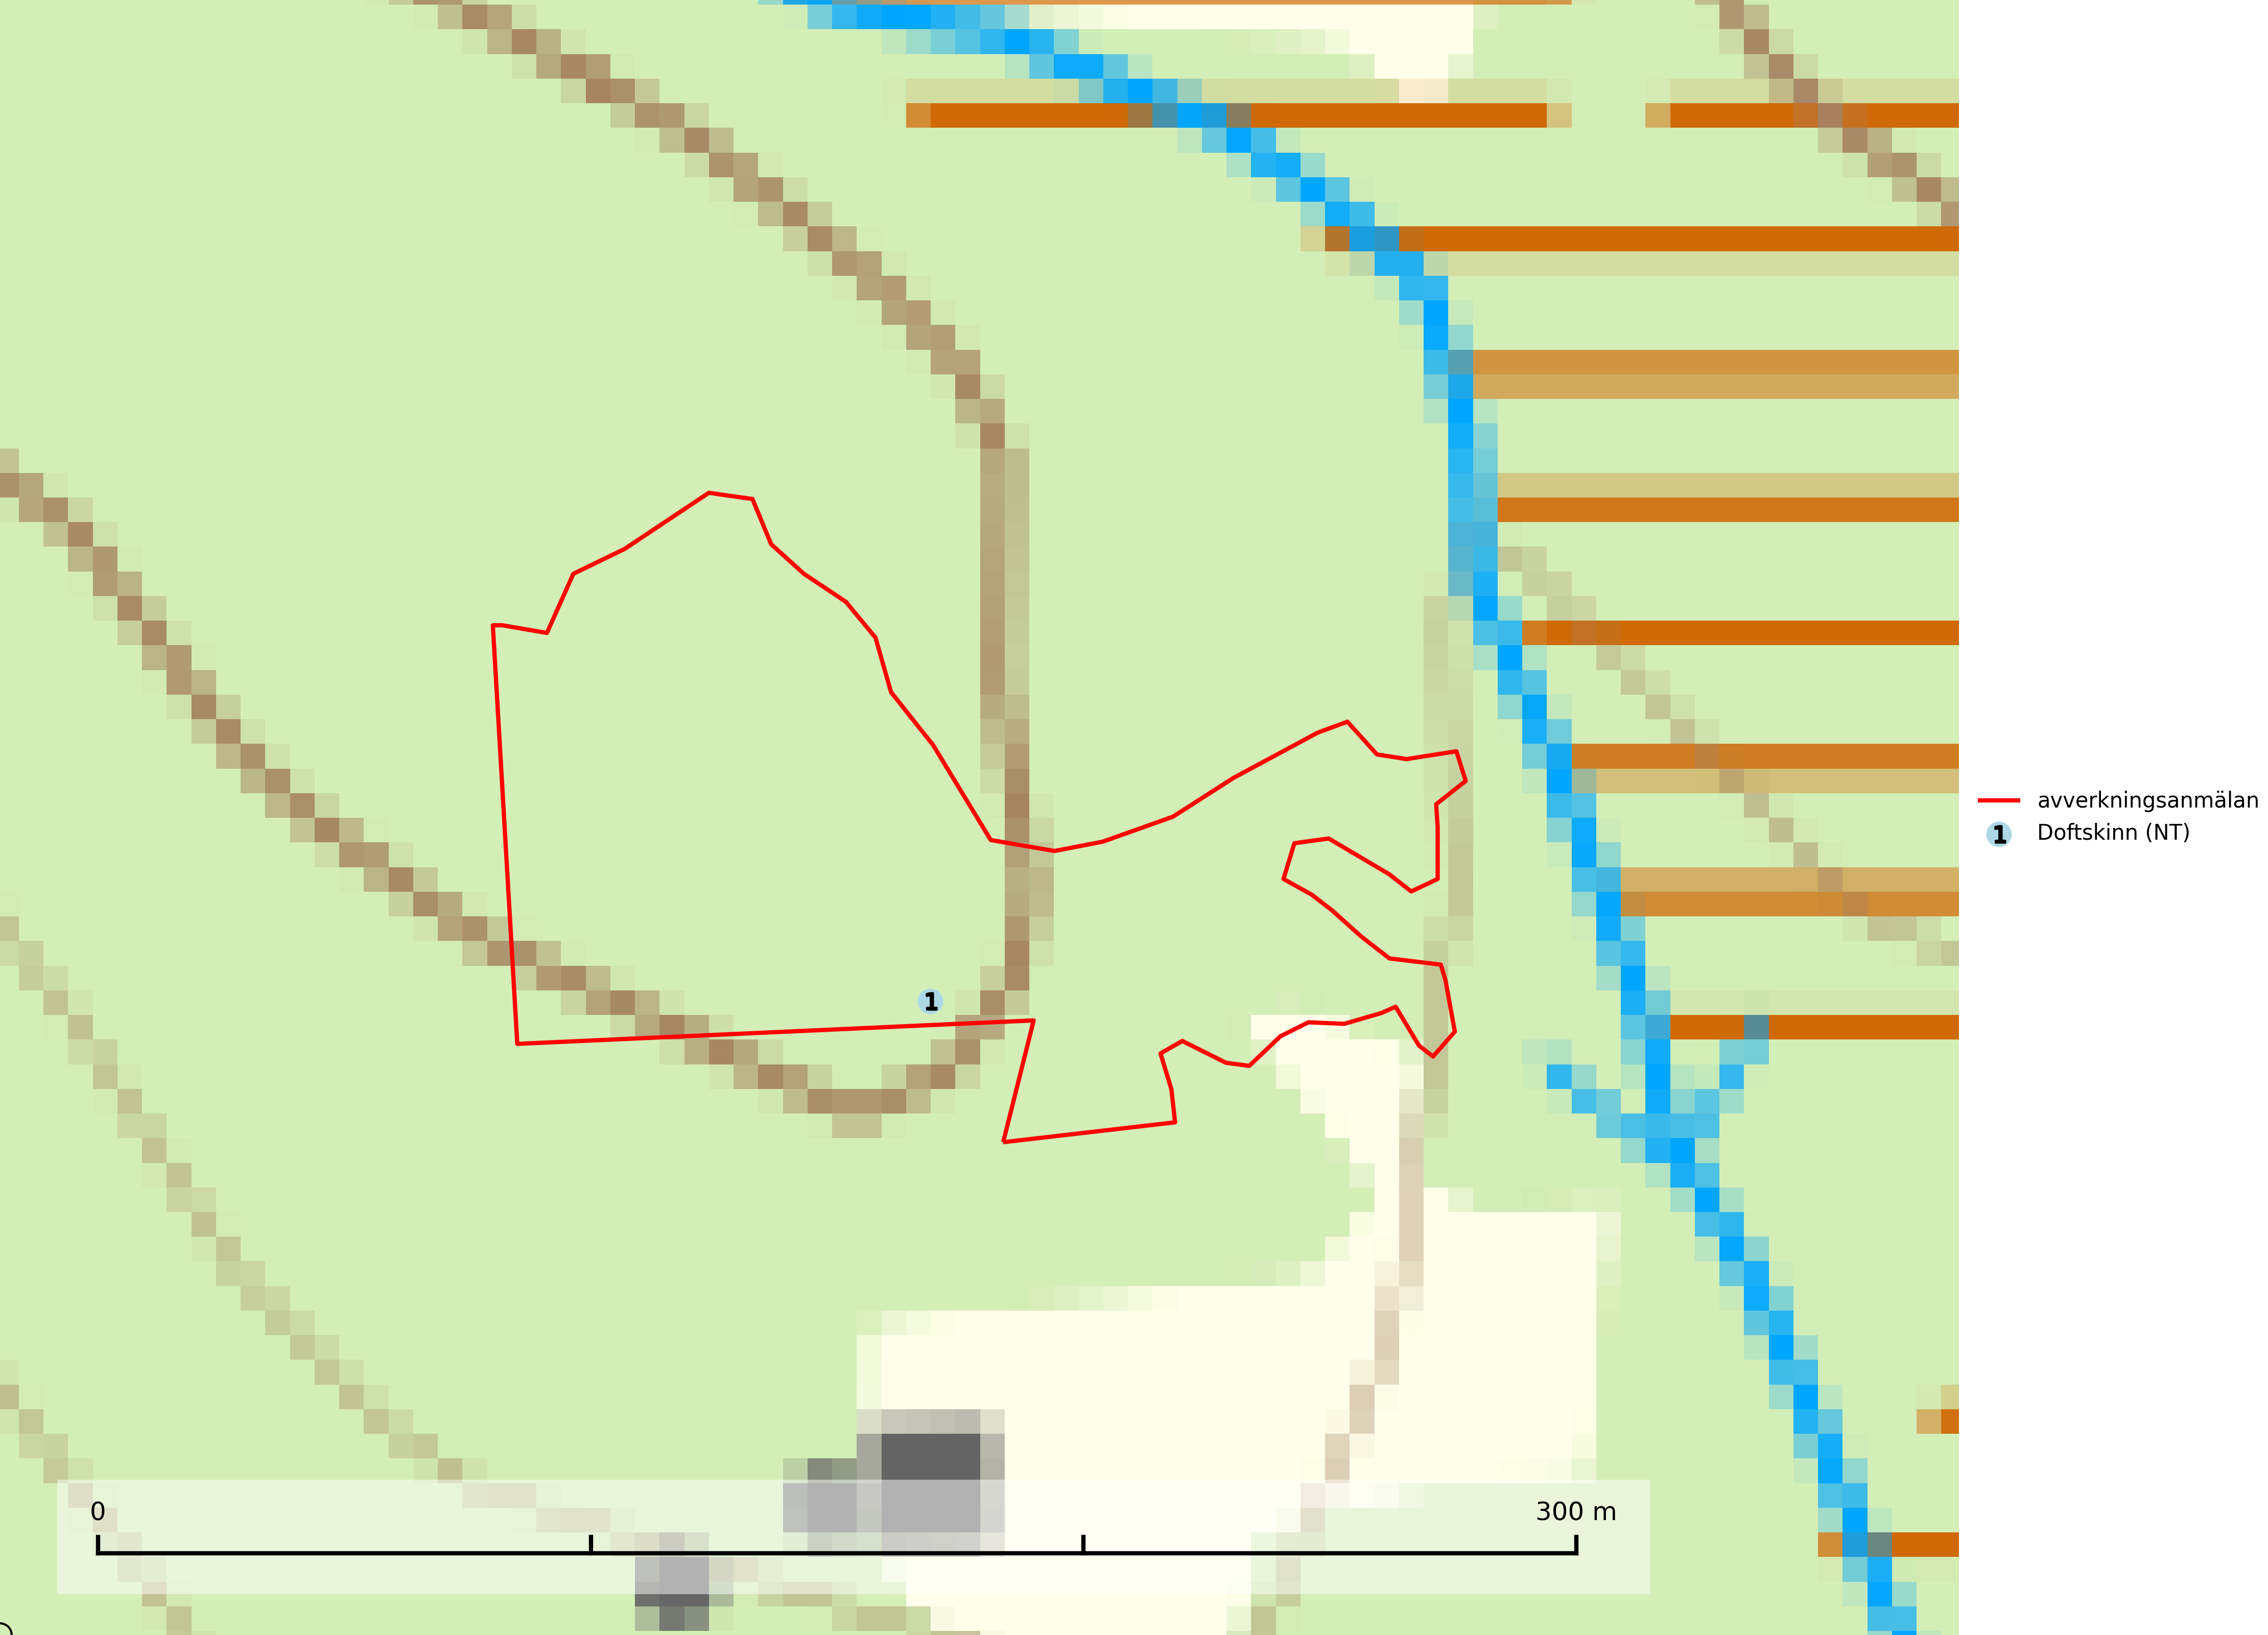 avverkningsanmälan
1 Doftskinn (NT)
1
0 300 m